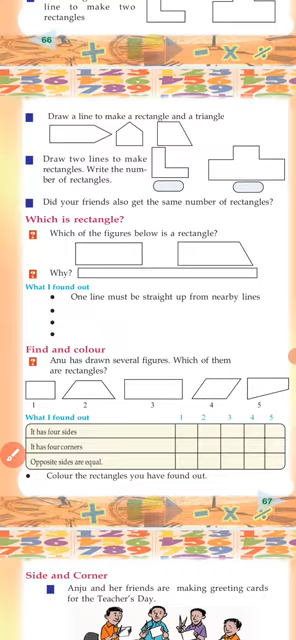 line to make two
rectangles
66
Draw a line to make a rectangle and a triangle
Draw two lines to make
rectangles. Write the num-
ber of rectangles.
Did your friends also get the same number of rectangles?
Which is rectangle?
? Which of the figures below is a rectangle?
? Why?
What I found out
• One line must be straight up from nearby lines
•
•
•
Find and colour
? Anu has drawn several figures. Which of them
are rectangles?
1 2 3 4 5
What I found out 1 2 3 4 5
It has four sides
It has four corners
Opposite sides are equal.
• Colour the rectangles you have found out.
67
Side and Corner
Anju and her friends are making greeting cards
for the Teacher's Day.